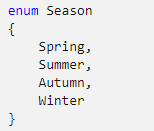 enum Season
{
    Spring,
    Summer,
    Autumn,
    Winter
}